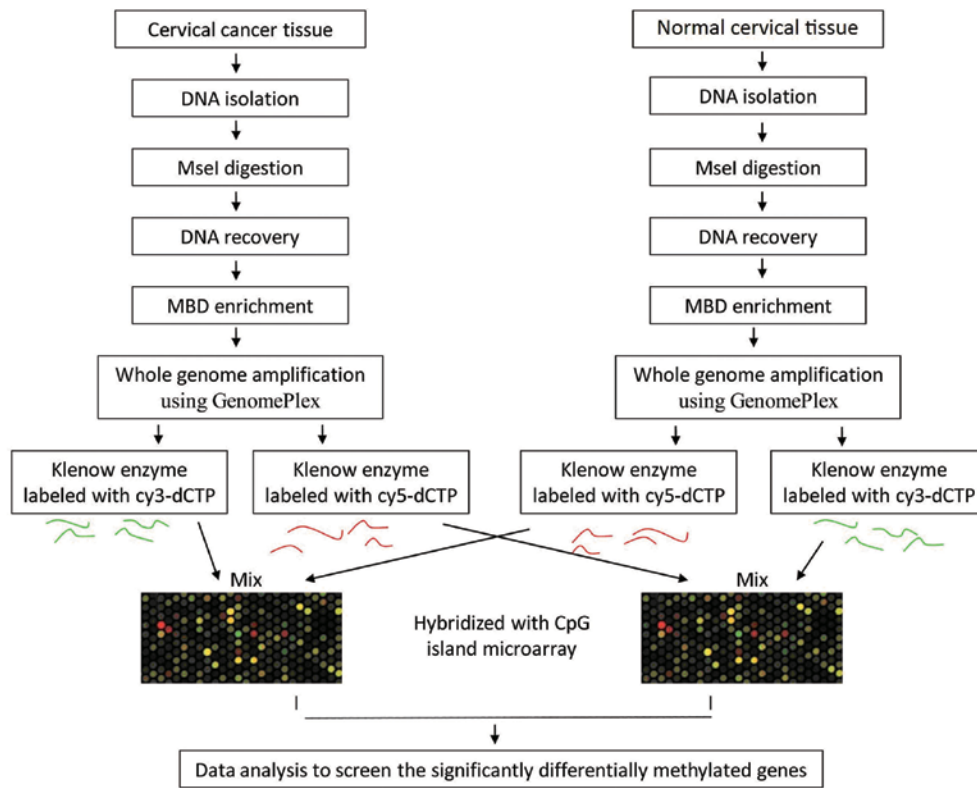 Cervical cancer tissue
Normal cervical tissue
DNA isolation
DNA isolation
MseI digestion
MseI digestion
DNA recovery
DNA recovery
MBD enrichment
MBD enrichment
Whole genome amplification
using GenomePlex
Whole genome amplification
using GenomePlex
Klenow enzyme
labeled with cy3-dCTP
Klenow enzyme
labeled with cy5-dCTP
Klenow enzyme
labeled with cy5-dCTP
Klenow enzyme
labeled with cy3-dCTP
Mix
Mix
Hybridized with CpG
island microarray
Data analysis to screen the significantly differentially methylated genes